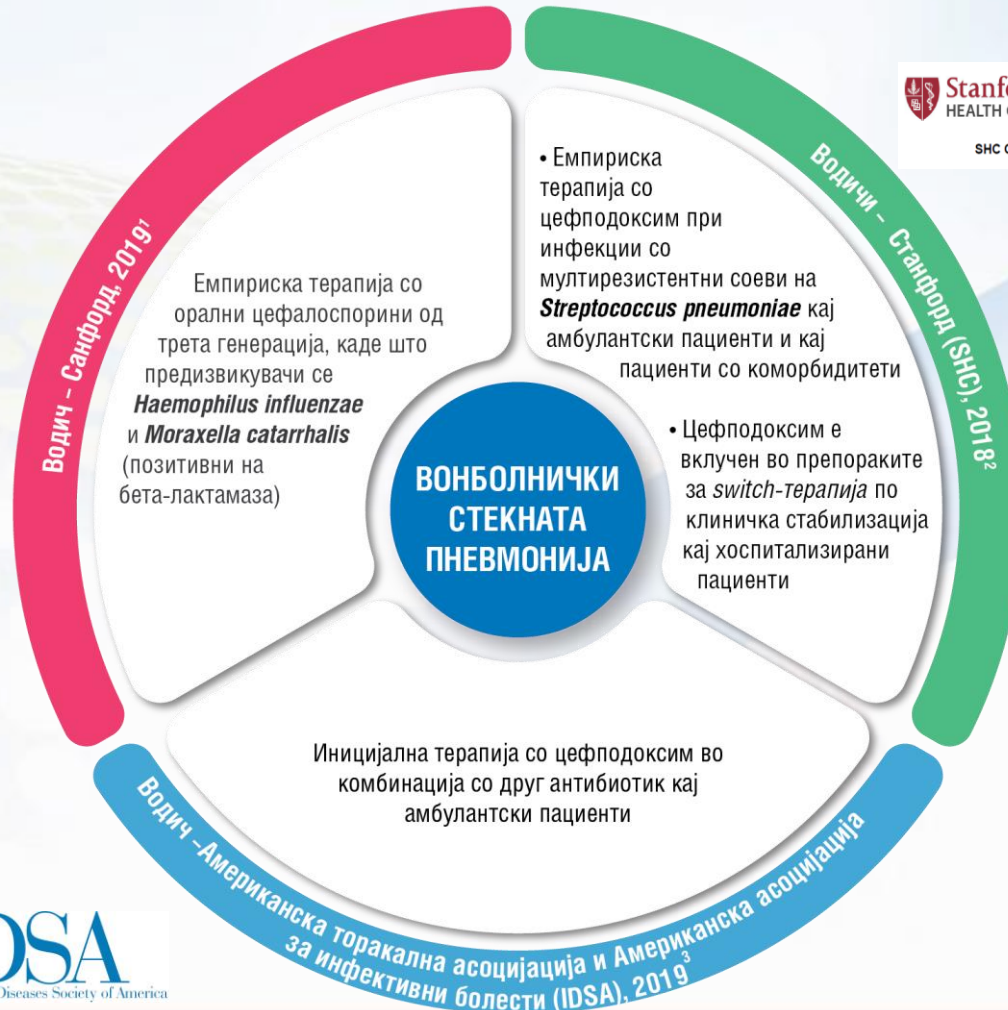 Водич – Санфорд, 2019¹
Емпириска терапија со
орални цефалоспорини од
трета генерација, каде што
предизвикувачи се
Haemophilus influenzae
и Moraxella catarrhalis
(позитивни на
бета-лактамаза)
Водичи – Станфорд (SHC), 2018²
• Емпириска
терапија со
цефподоксим при
инфекции со
мултирезистентни соеви на
Streptococcus pneumoniae кај
амбулантски пациенти и кај
пациенти со коморбидитети
• Цефподоксим е
вклучен во препораките
за switch-терапија по
клиничка стабилизација
кај хоспитализирани
пациенти
ВОНБОЛНИЧКИ
СТЕКНАТА
ПНЕВМОНИЈА
Иницијална терапија со цефподоксим во
комбинација со друг антибиотик кај
амбулантски пациенти
Водич –Американска торакална асоцијација и Американска асоцијација
за инфективни болести (IDSA), 2019³
HEALTH
SHC
Diseases Society of America